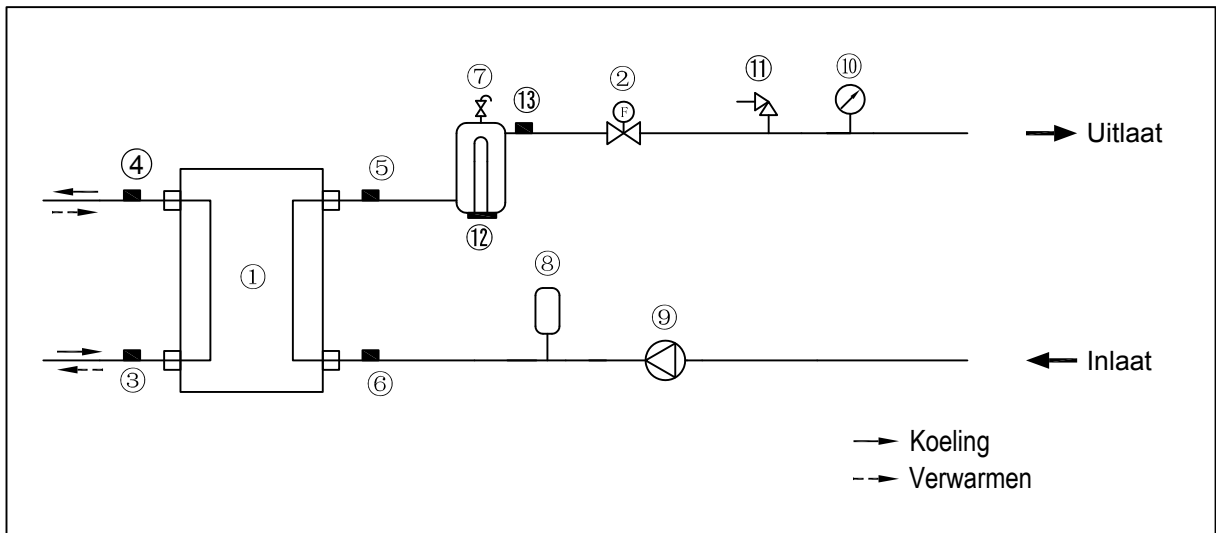 ⑦
⑬
②
F
⑪
⑩
Uitlaat
④
⑤
⑫
①
⑧
⑨
③
⑥
Inlaat
Koeling
Verwarmen